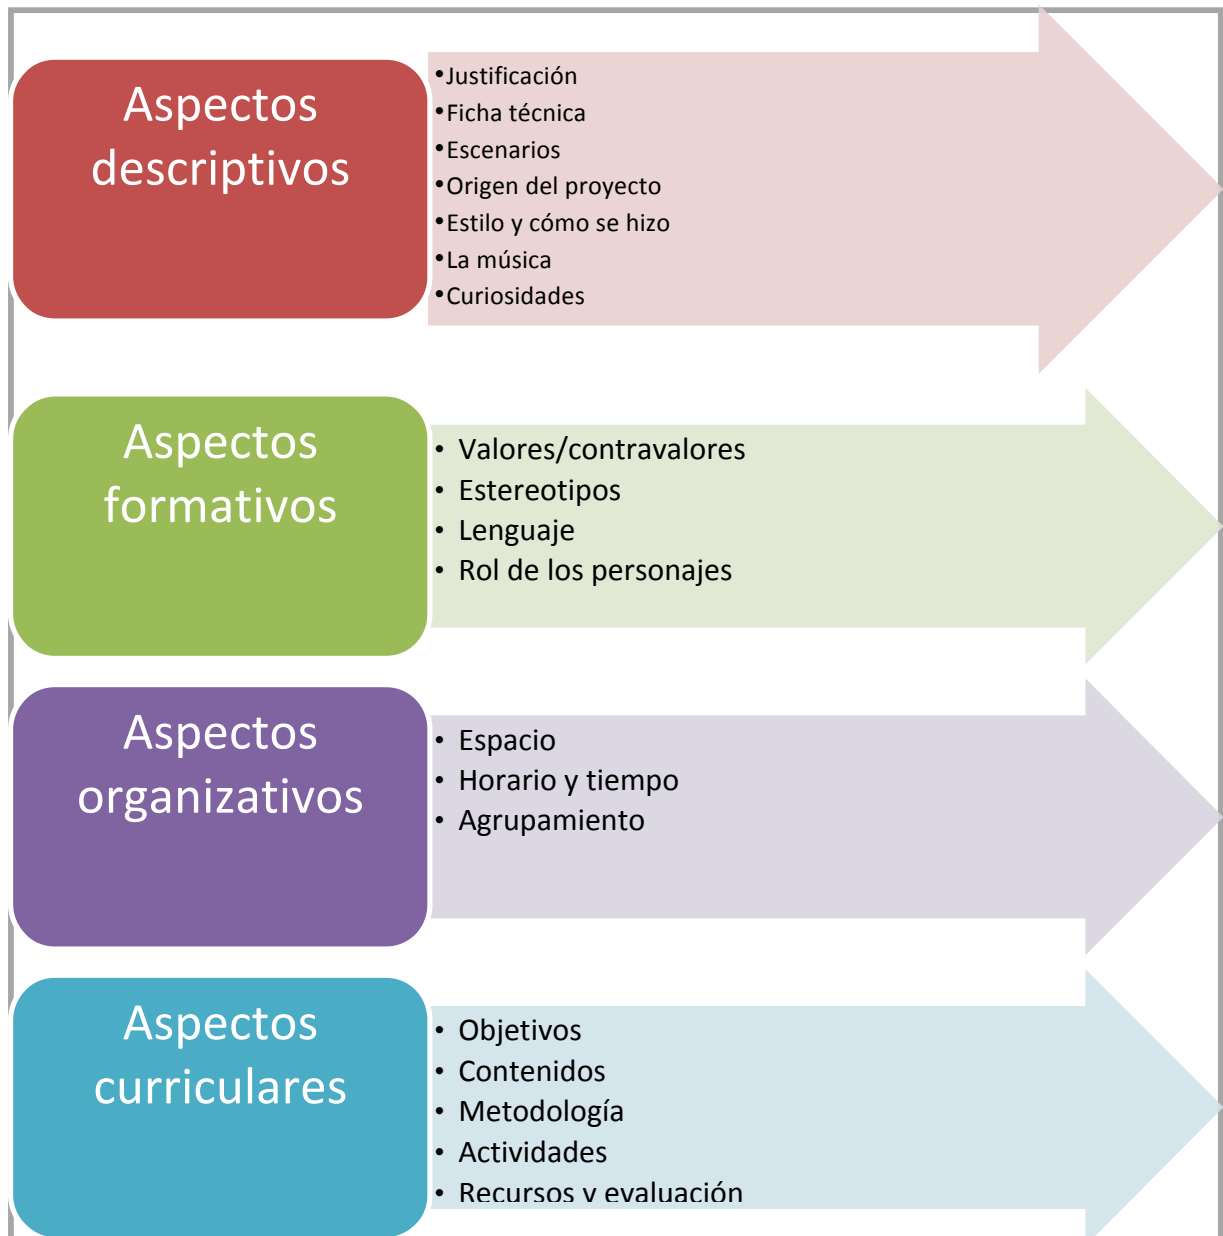 Aspectos
descriptivos
•Justificación
•Ficha técnica
•Escenarios
•Origen del proyecto
•Estilo y cómo se hizo
•La música
•Curiosidades
Aspectos
formativos
• Valores/contravalores
• Estereotipos
• Lenguaje
• Rol de los personajes
Aspectos
organizativos
• Espacio
• Horario y tiempo
• Agrupamiento
Aspectos
curriculares
• Objetivos
• Contenidos
• Metodología
• Actividades
• Recursos y evaluación